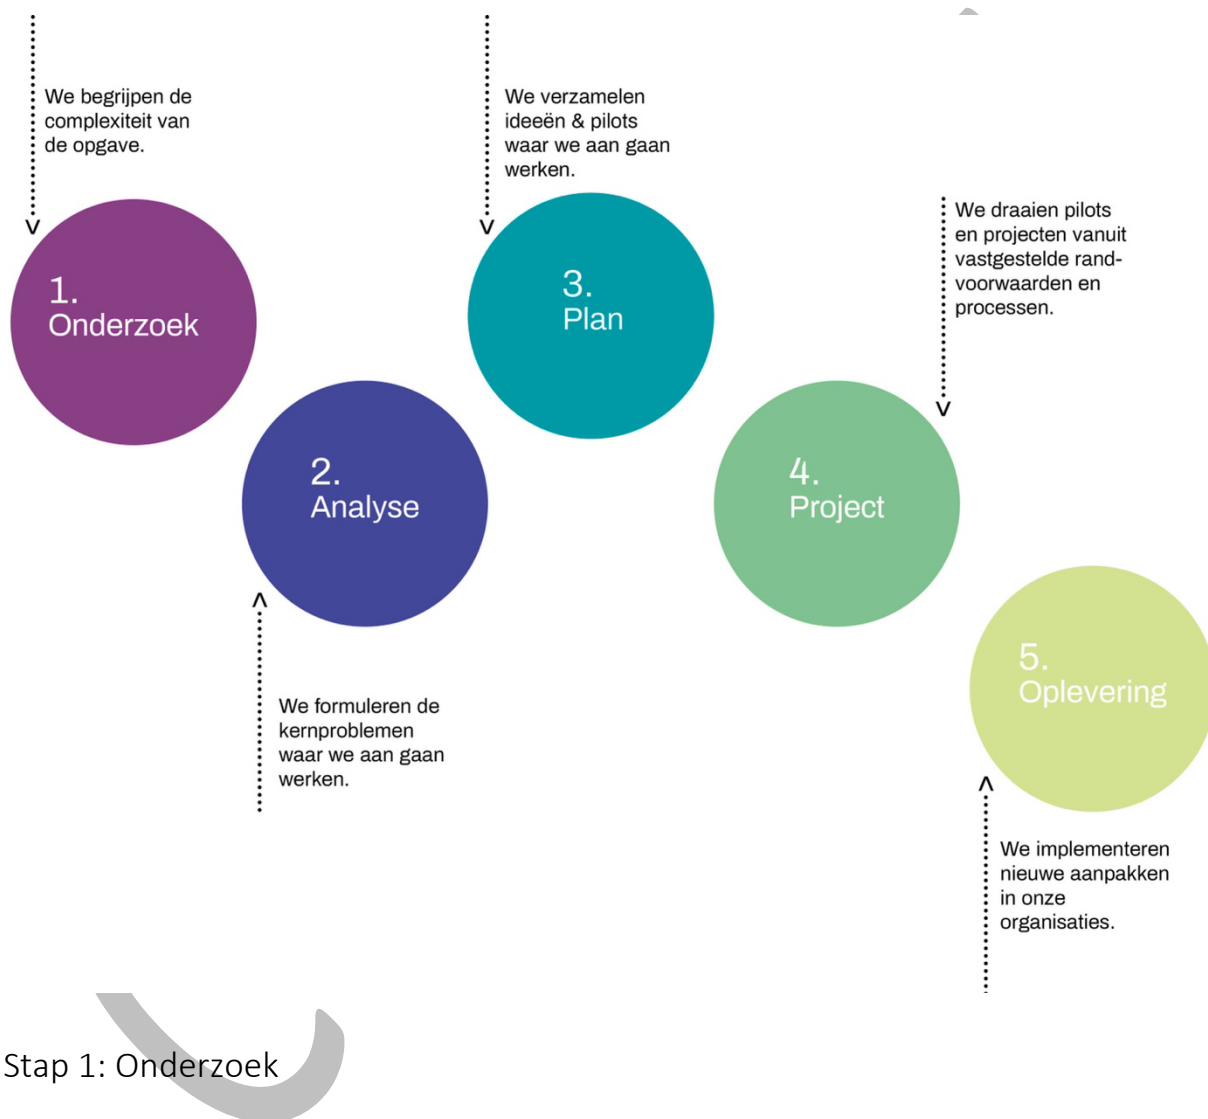 We begrijpen de
complexiteit van
de opgave.
1.
Onderzoek
2.
Analyse
We formuleren de
kernproblemen
waar we aan gaan
werken.
We verzamelen
ideeën & pilots
waar we aan gaan
werken.
3.
Plan
We draaien pilots
en projecten vanuit
vastgestelde rand-
voorwaarden en
processen.
4.
Project
5.
Oplevering
We implementeren
nieuwe aanpakken
in onze
organisaties.
Stap 1: Onderzoek